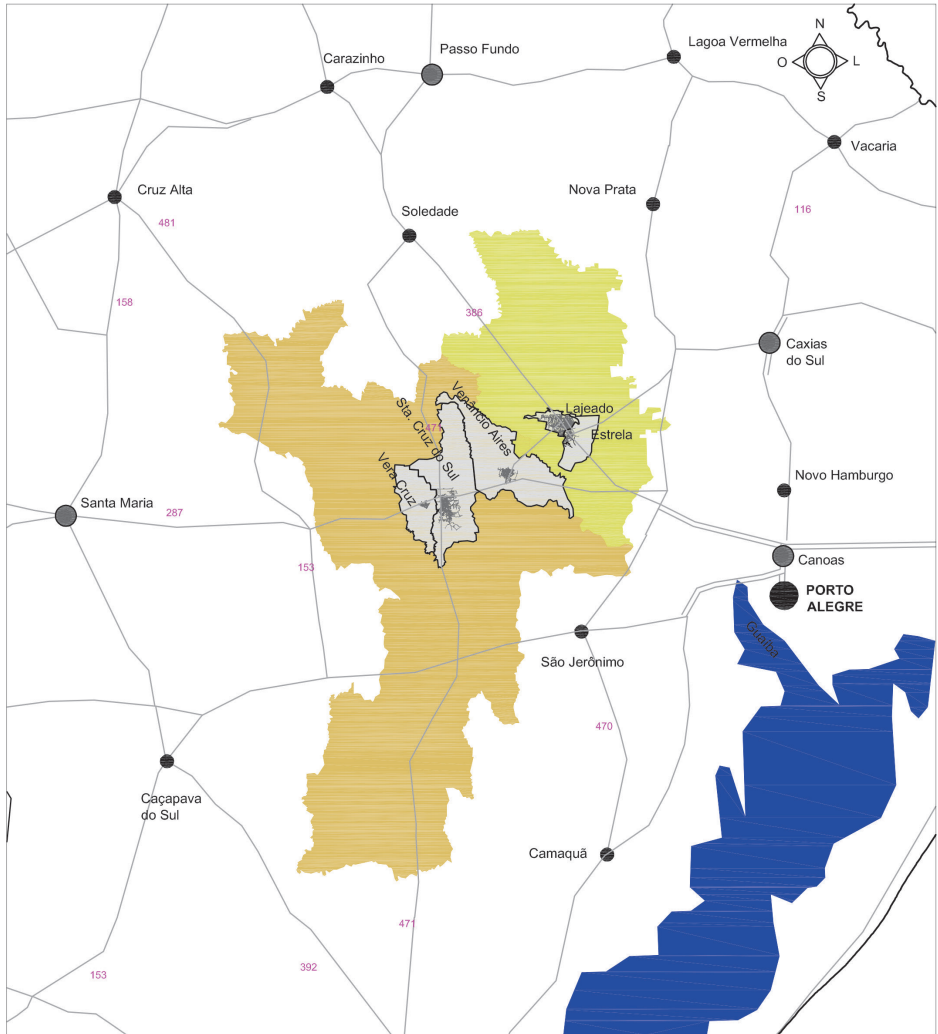 N
O
L
S
Lagoa Vermelha
Passo Fundo
Carazinho
Vacaria
Cruz Alta
Nova Prata
481
Soledade
116
158
386
Caxias
do Sul
Venâncio Aires
Sta. Cruz do Sul
471
Lajeado
Estrela
Vera Cruz
Novo Hamburgo
Santa Maria
287
153
Canoas
PORTO
ALEGRE
Guaíba
São Jerônimo
470
Caçapava
do Sul
Camaquã
471
392
153